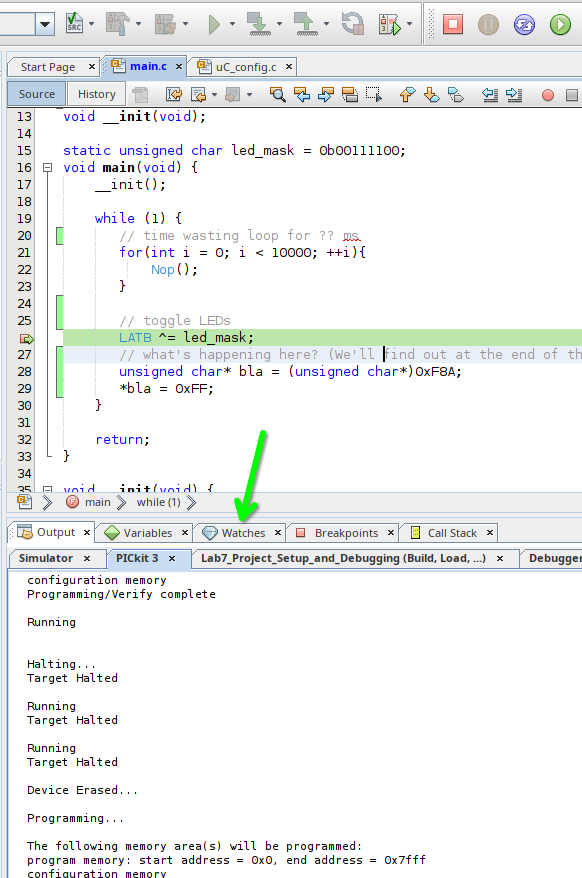 SRC
Start Page
main.c
uC_config.c
Source
History
13 void __init(void);
14
15 static unsigned char led_mask = 0b00111100;
16 void main(void) {
17 __init();
18
19 while (1) {
20 // time wasting loop for ?? ms
21 for(int i = 0; i < 10000; ++i){
22 Nop();
23 }
24
25 // toggle LEDs
LATB ^= led_mask;
27 // what's happening here? (We'll find out at the end of th
28 unsigned char* bla = (unsigned char*)0xF8A;
29 *bla = 0xFF;
30 }
31
32 return;
33 }
34
35 void __init(void) {
main
while (1)
Output
Variables
Watches
Breakpoints
Call Stack
Simulator
PICkit 3
Lab7_Project_Setup_and_Debugging (Build, Load, ...)
Debugger
configuration memory
Programming/Verify complete
Running
Halting...
Target Halted
Running
Target Halted
Running
Target Halted
Device Erased...
Programming...
The following memory area(s) will be programmed:
program memory: start address = 0x0, end address = 0x7fff
configuration memory